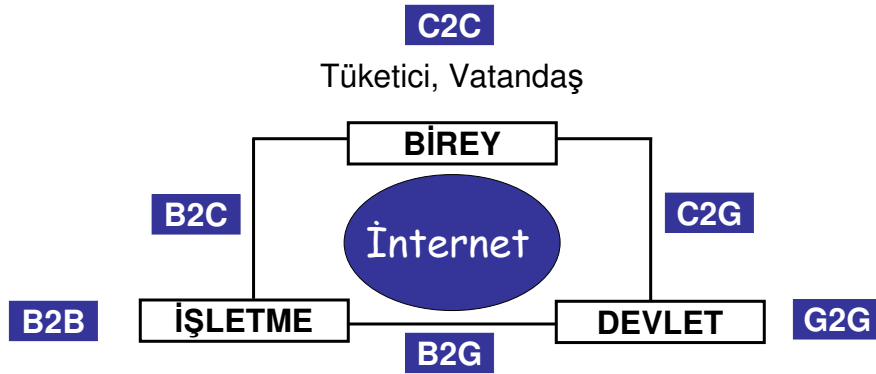 C2C
Tüketici, Vatandaş
BİREY
B2C
C2G
İnternet
B2B
İŞLETME
DEVLET
G2G
B2G